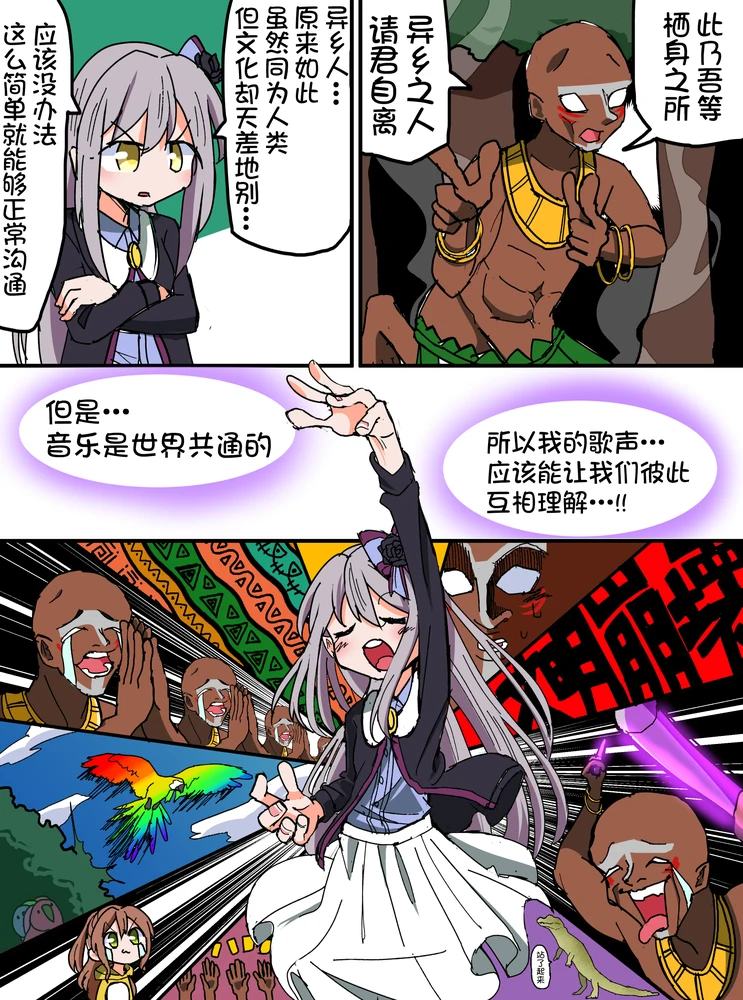 此乃吾等
栖身之所
异乡之人
请君自离
异乡人…
原来如此
虽然同为人类
但文化却天差地别…
应该没办法
这么简单就能够正常沟通
但是…
音乐是世界共通的
所以我的歌声…
应该能让我们彼此
互相理解…!!
文明崩壊
站了起来